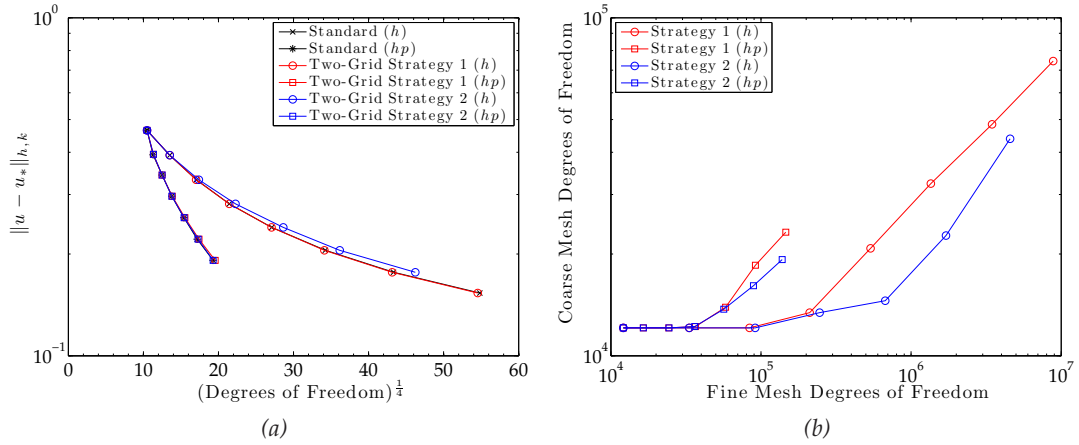 10^0
Standard (h)
Standard (hp)
Two-Grid Strategy 1 (h)
Two-Grid Strategy 1 (hp)
Two-Grid Strategy 2 (h)
Two-Grid Strategy 2 (hp)
‖u − u_*‖_{h,k}
10^{-1}
0 10 20 30 40 50 60
(Degrees of Freedom)^{1/4}
(a)
10^5
Strategy 1 (h)
Strategy 1 (hp)
Strategy 2 (h)
Strategy 2 (hp)
Coarse Mesh Degrees of Freedom
10^4
10^4 10^5 10^6 10^7
Fine Mesh Degrees of Freedom
(b)